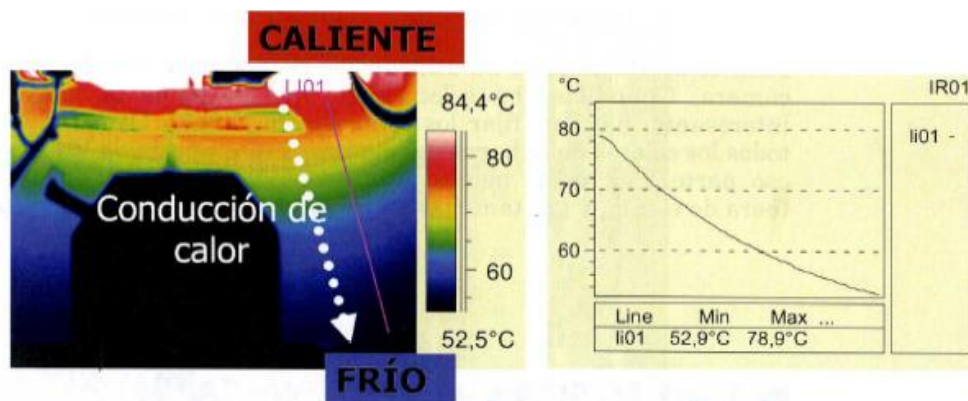 CALIENTE
LI01
84,4°C
80
60
52,5°C
Conducción de
calor
FRÍO
°C
IR01
80
70
60
li01 -
Line Min Max ...
li01 52,9°C 78,9°C